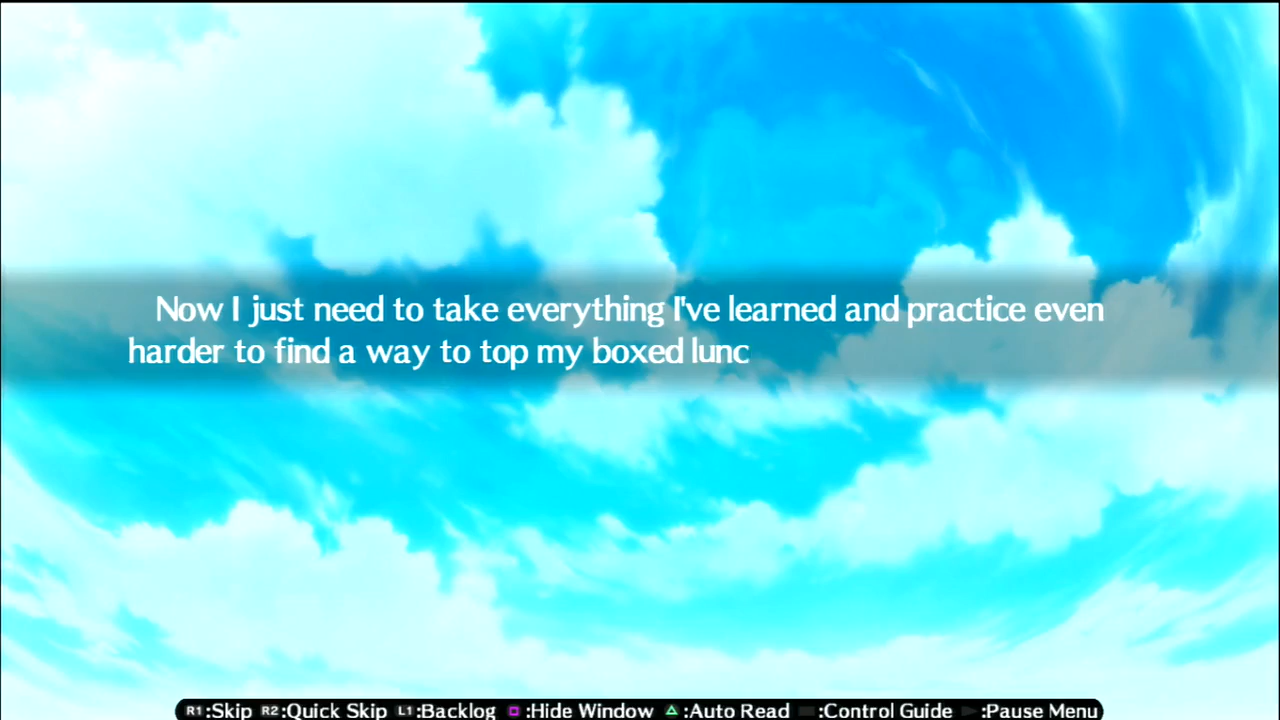 Now I just need to take everything I've learned and practice even
harder to find a way to top my boxed lunc
R1:Skip R2:Quick Skip L1:Backlog :Hide Window :Auto Read :Control Guide :Pause Menu